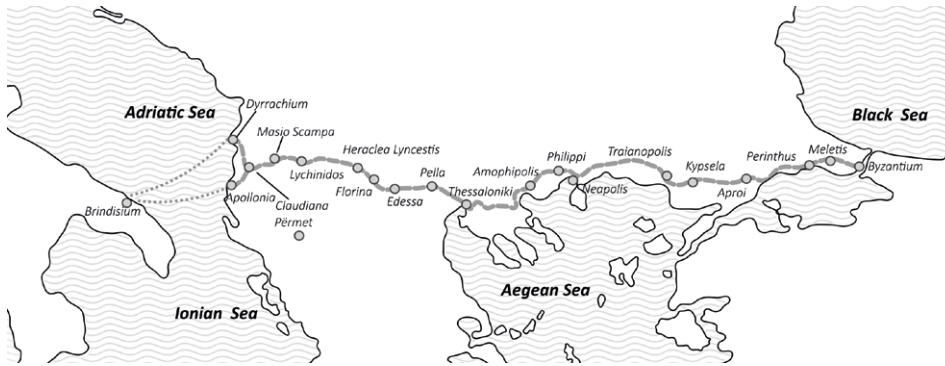 Adriatic Sea
Dyrrachium
Masio Scampa
Heraclea Lyncestis
Lychinidos
Pella
Amophipolis
Philippi
Traianopolis
Kypsela
Perinthus
Meletis
Black Sea
Byzantium
Brindisium
Apollonia
Claudiana
Përmet
Florina
Edessa
Thessaloniki
Neapolis
Aproi
Ionian Sea
Aegean Sea